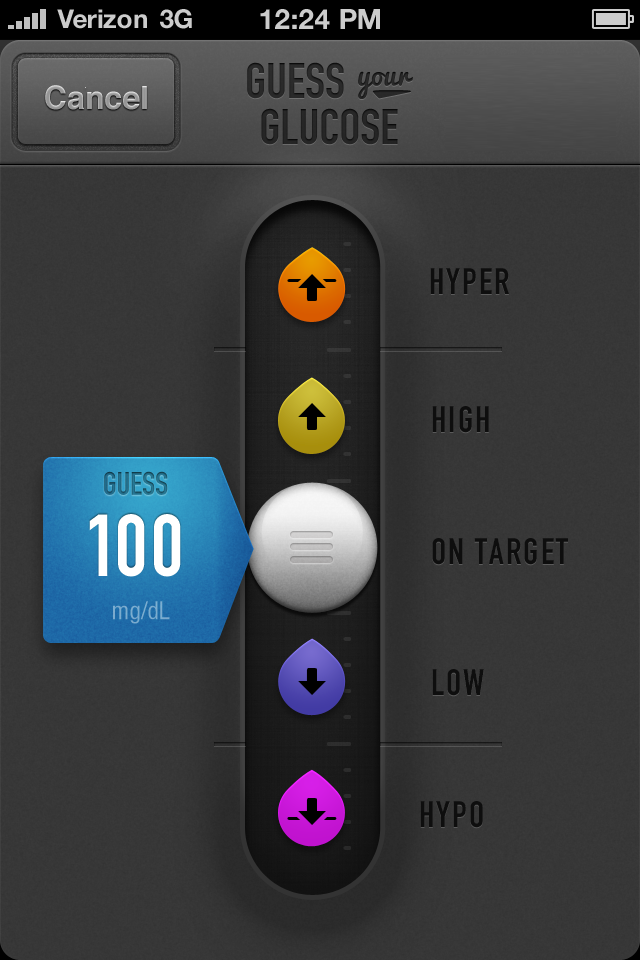 Verizon 3G 12:24 PM
Cancel
GUESS your
GLUCOSE
HYPER
HIGH
GUESS
100
mg/dL
ON TARGET
LOW
HYPO